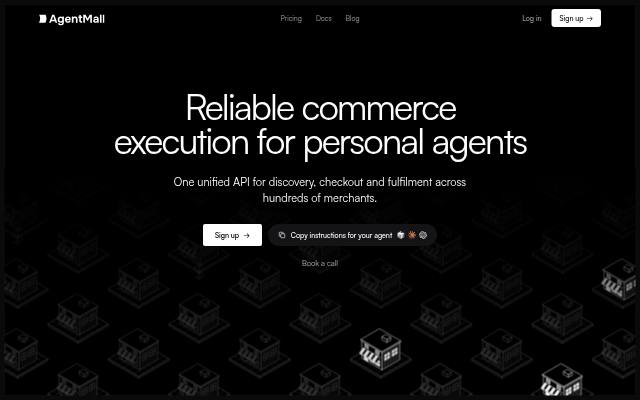 AgentMall
Pricing
Docs
Blog
Log in
Sign up →
Reliable commerce
execution for personal agents
One unified API for discovery, checkout and fulfilment across
hundreds of merchants.
Sign up →
Copy instructions for your agent
Book a call